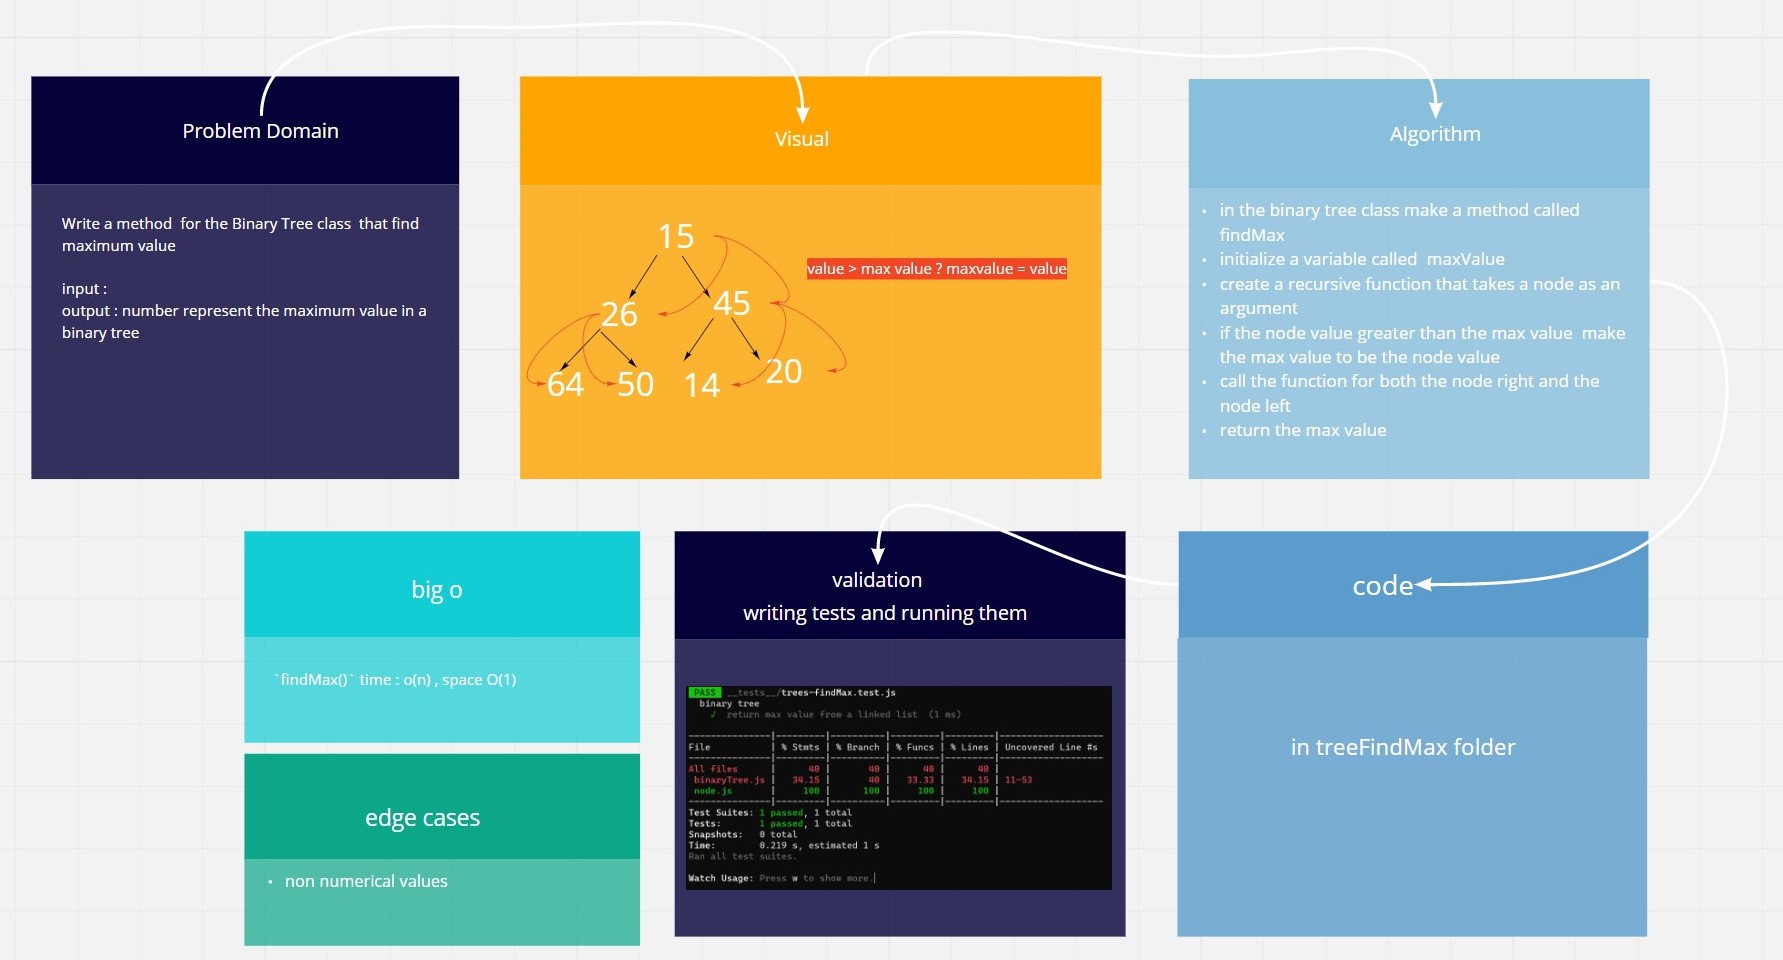 Problem Domain
Write a method  for the Binary Tree class  that find
maximum value
input :
output : number represent the maximum value in a
binary tree
Visual
15
value > max value ? maxvalue = value
26
45
64
50
14
20
Algorithm
• in the binary tree class make a method called
findMax
• initialize a variable called  maxValue
• create a recursive function that takes a node as an
argument
• if the node value greater than the max value  make
the max value to be the node value
• call the function for both the node right and the
node left
• return the max value
big o
`findMax()` time : o(n) , space O(1)
edge cases
• non numerical values
validation
writing tests and running them
PASS __tests__/trees-findMax.test.js
binary tree
√ return max value from a linked list (1 ms)
File | % Stmts | % Branch | % Funcs | % Lines | Uncovered Line #s
All files | 40 | 40 | 40 | 40 |
binaryTree.js | 34.15 | 40 | 33.33 | 34.15 | 11-53
node.js | 100 | 100 | 100 | 100 |
Test Suites: 1 passed, 1 total
Tests: 1 passed, 1 total
Snapshots: 0 total
Time: 0.219 s, estimated 1 s
Ran all test suites.
Watch Usage: Press w to show more.
code
in treeFindMax folder